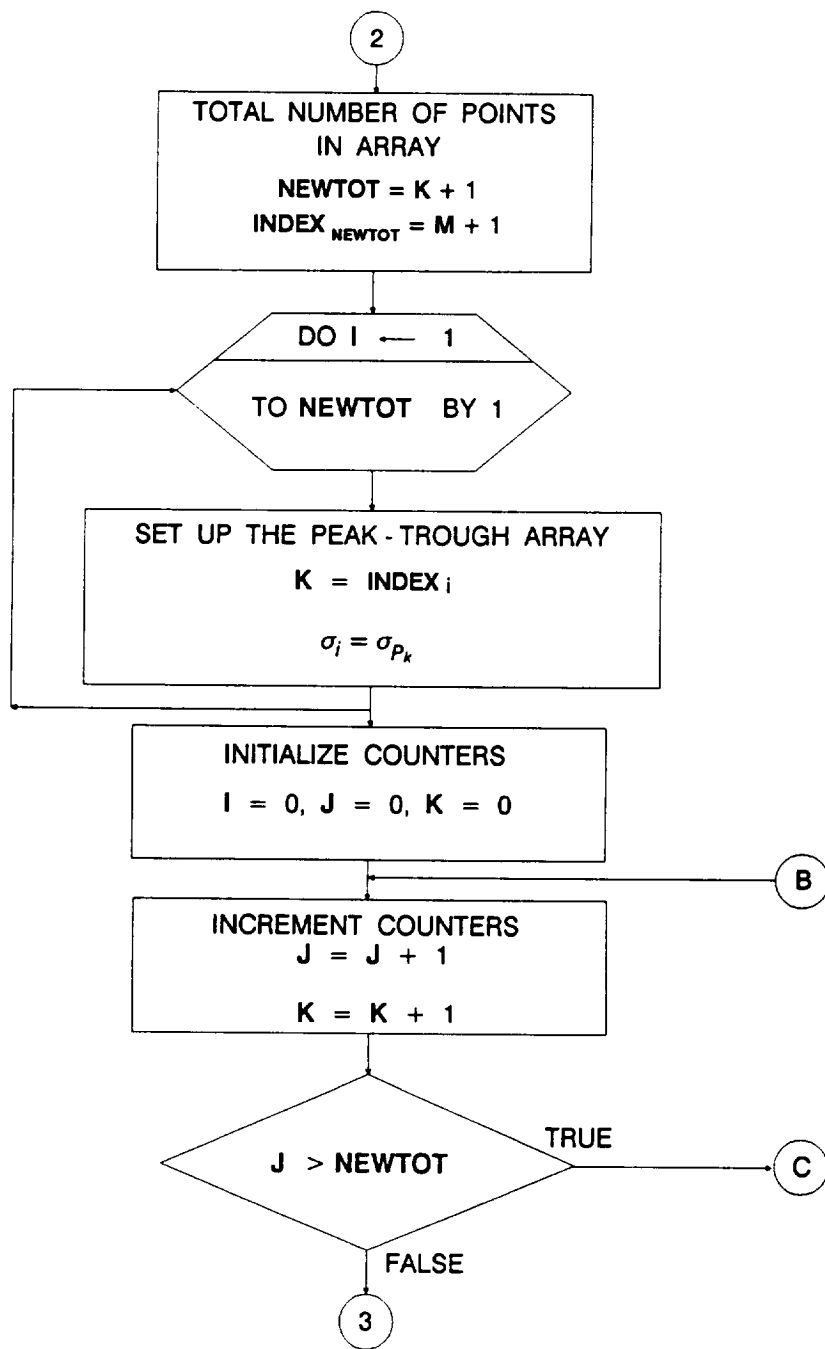 2
TOTAL NUMBER OF POINTS
IN ARRAY
NEWTOT = K + 1
INDEX NEWTOT = M + 1
DO I ← 1
TO NEWTOT BY 1
SET UP THE PEAK - TROUGH ARRAY
K = INDEX i
σi = σPk
INITIALIZE COUNTERS
I = 0, J = 0, K = 0
B
INCREMENT COUNTERS
J = J + 1
K = K + 1
J > NEWTOT
TRUE
C
FALSE
3